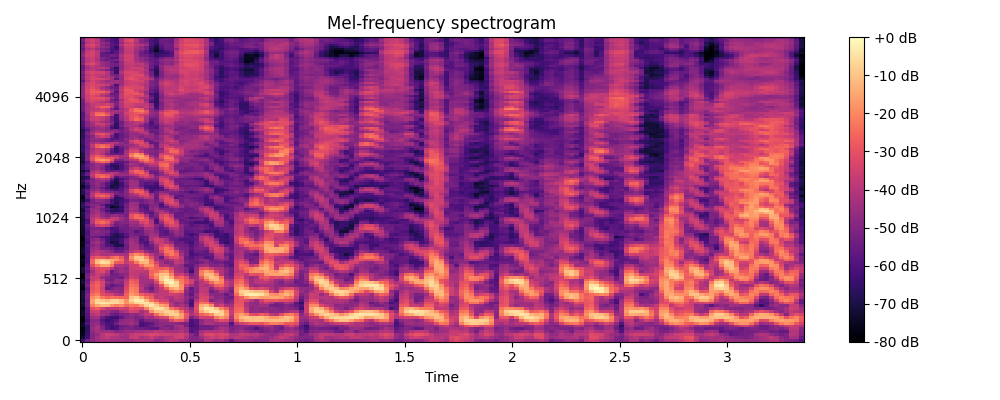 Mel-frequency spectrogram
Hz
4096
2048
1024
512
0
0
0.5
1
1.5
2
2.5
3
Time
+0 dB
-10 dB
-20 dB
-30 dB
-40 dB
-50 dB
-60 dB
-70 dB
-80 dB